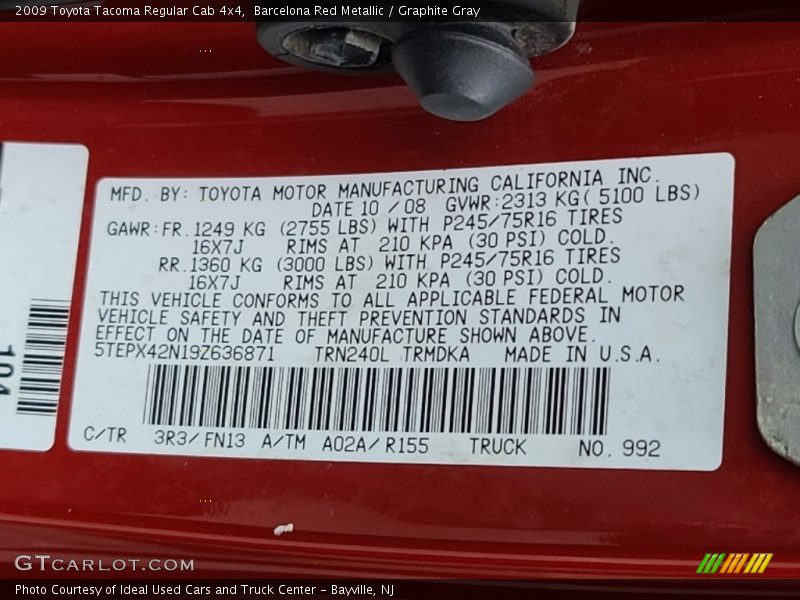 2009 Toyota Tacoma Regular Cab 4x4, Barcelona Red Metallic / Graphite Gray
MFD. BY: TOYOTA MOTOR MANUFACTURING CALIFORNIA INC.
DATE 10 / 08 GVWR:2313 KG( 5100 LBS)
GAWR:FR.1249 KG (2755 LBS) WITH P245/75R16 TIRES
16X7J RIMS AT 210 KPA (30 PSI) COLD.
RR.1360 KG (3000 LBS) WITH P245/75R16 TIRES
16X7J RIMS AT 210 KPA (30 PSI) COLD.
THIS VEHICLE CONFORMS TO ALL APPLICABLE FEDERAL MOTOR
VEHICLE SAFETY AND THEFT PREVENTION STANDARDS IN
EFFECT ON THE DATE OF MANUFACTURE SHOWN ABOVE.
5TEPX42N19Z636871 TRN240L TRMDKA MADE IN U.S.A.
C/TR 3R3/FN13 A/TM A02A/R155 TRUCK NO. 992
104
GTCARLOT.COM
Photo Courtesy of Ideal Used Cars and Truck Center – Bayville, NJ